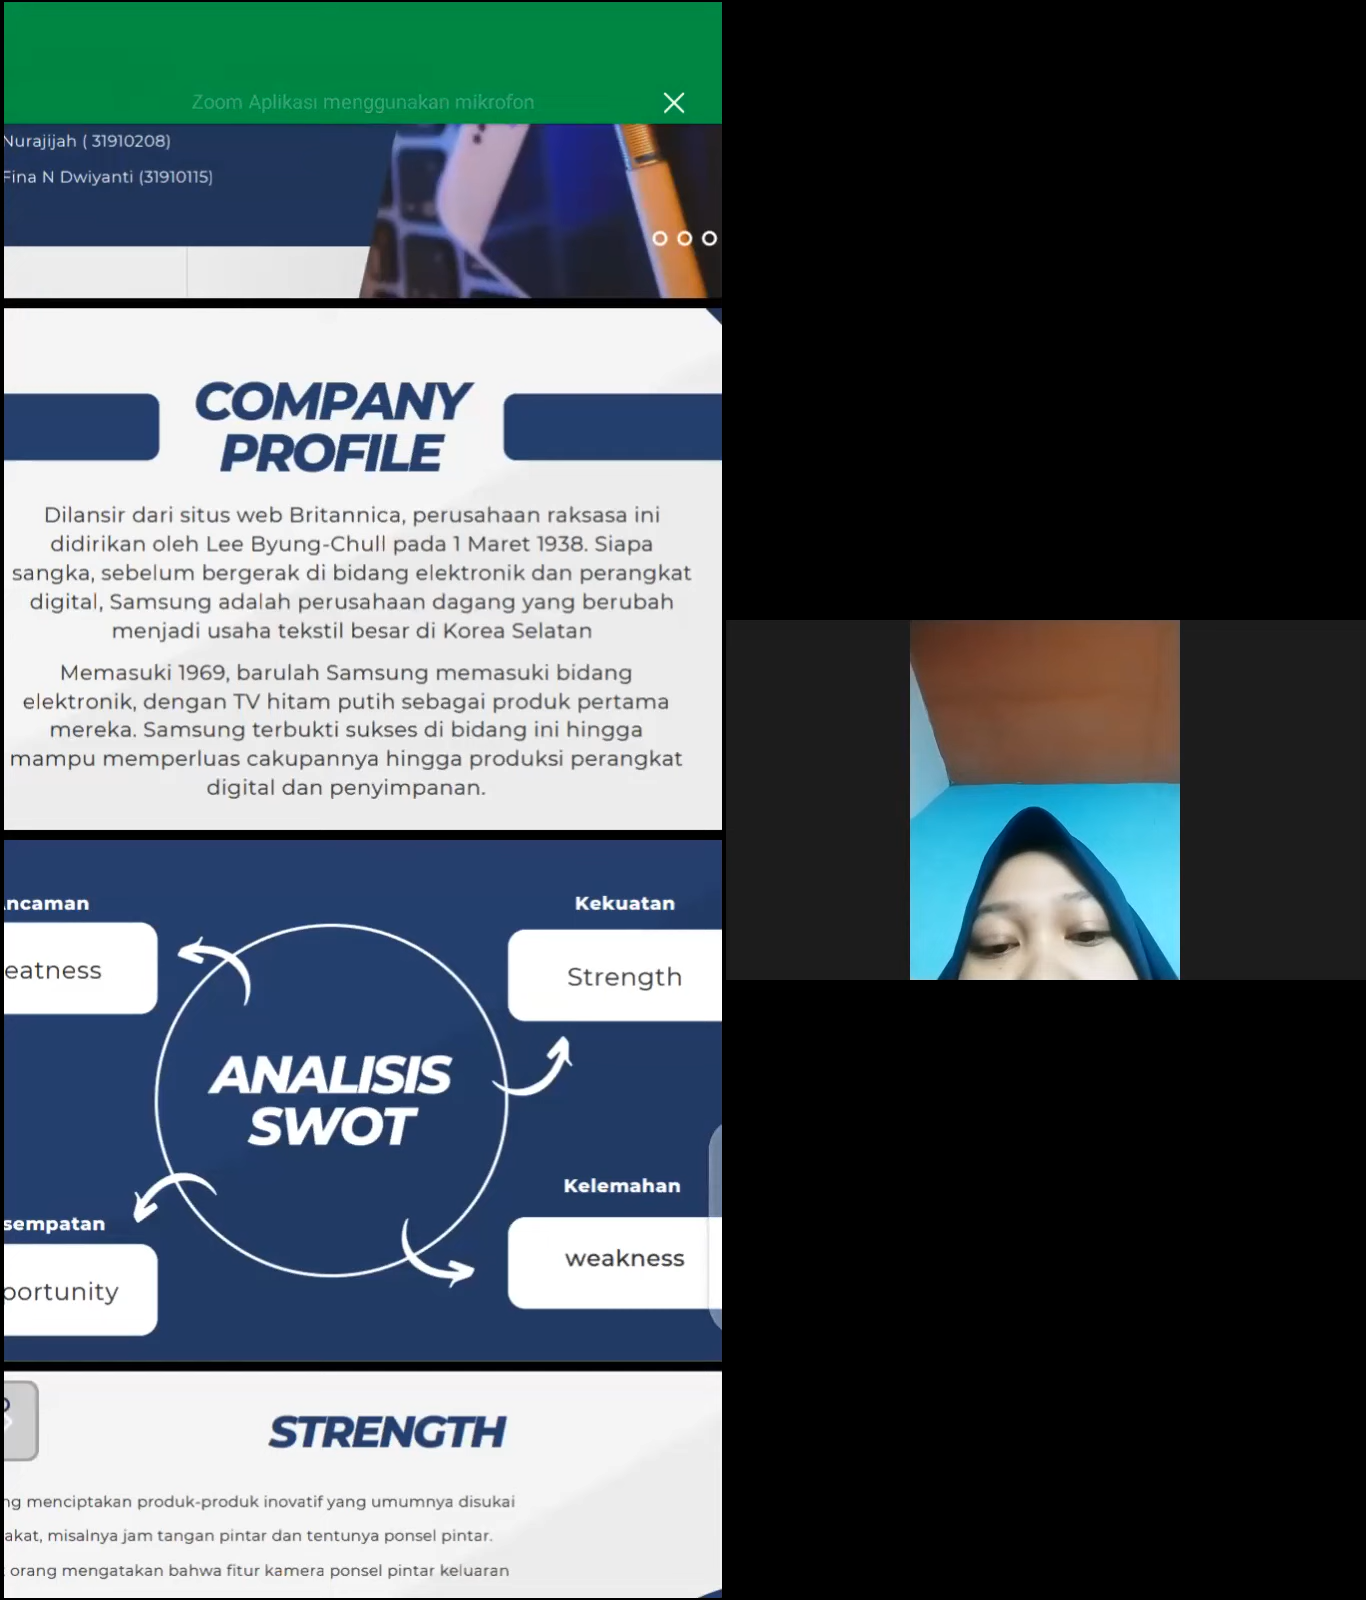 Zoom Aplikasi menggunakan mikrofon
Nurajijah ( 31910208)
Fina N Dwiyanti (31910115)
COMPANY
PROFILE
Dilansir dari situs web Britannica, perusahaan raksasa ini
didirikan oleh Lee Byung-Chull pada 1 Maret 1938. Siapa
sangka, sebelum bergerak di bidang elektronik dan perangkat
digital, Samsung adalah perusahaan dagang yang berubah
menjadi usaha tekstil besar di Korea Selatan
Memasuki 1969, barulah Samsung memasuki bidang
elektronik, dengan TV hitam putih sebagai produk pertama
mereka. Samsung terbukti sukses di bidang ini hingga
mampu memperluas cakupannya hingga produksi perangkat
digital dan penyimpanan.
ncaman
eatness
Kekuatan
Strength
ANALISIS
SWOT
sempatan
portunity
Kelemahan
weakness
STRENGTH
ng menciptakan produk-produk inovatif yang umumnya disukai
akat, misalnya jam tangan pintar dan tentunya ponsel pintar.
orang mengatakan bahwa fitur kamera ponsel pintar keluaran